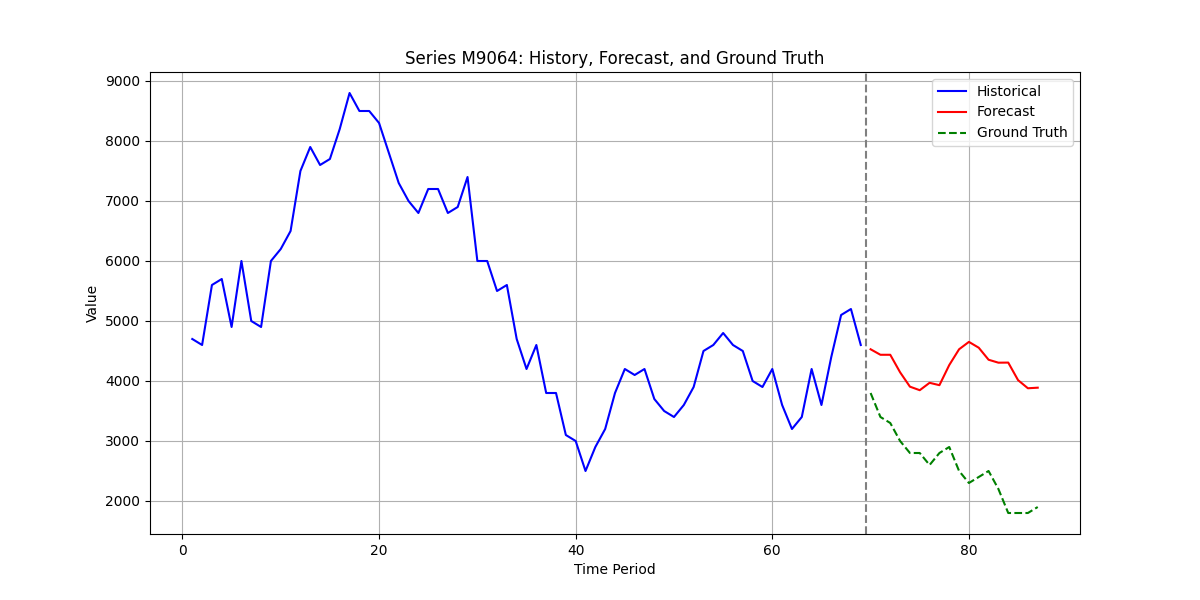 Series M9064: History, Forecast, and Ground Truth
Historical
Forecast
Ground Truth
Value
9000
8000
7000
6000
5000
4000
3000
2000
0
20
40
60
80
Time Period